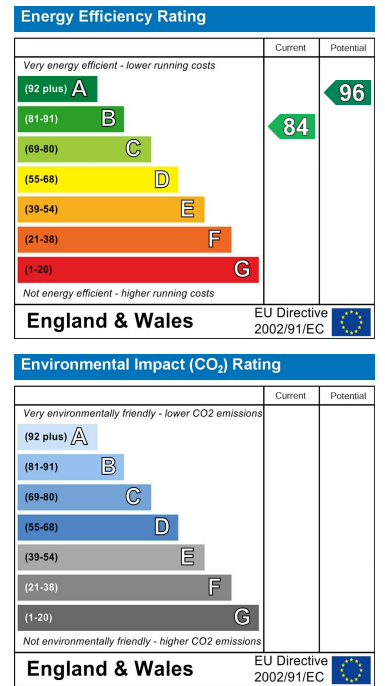 Energy Efficiency Rating
Current Potential
Very energy efficient - lower running costs
(92 plus) A
96
(81-91) B
84
(69-80) C
(55-68) D
(39-54) E
(21-38) F
(1-20) G
Not energy efficient - higher running costs
England & Wales
EU Directive
2002/91/EC
Environmental Impact (CO₂) Rating
Current Potential
Very environmentally friendly - lower CO2 emissions
(92 plus) A
(81-91) B
(69-80) C
(55-68) D
(39-54) E
(21-38) F
(1-20) G
Not environmentally friendly - higher CO2 emissions
England & Wales
EU Directive
2002/91/EC